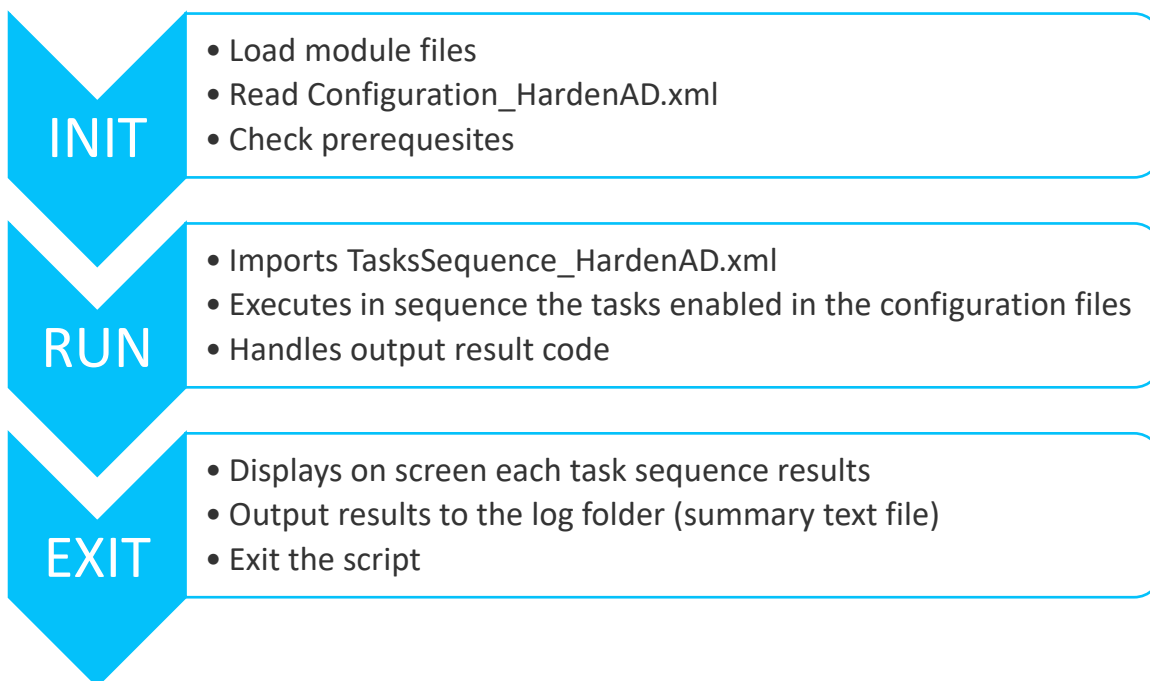 INIT
• Load module files
• Read Configuration_HardenAD.xml
• Check prerequesites
RUN
• Imports TasksSequence_HardenAD.xml
• Executes in sequence the tasks enabled in the configuration files
• Handles output result code
EXIT
• Displays on screen each task sequence results
• Output results to the log folder (summary text file)
• Exit the script